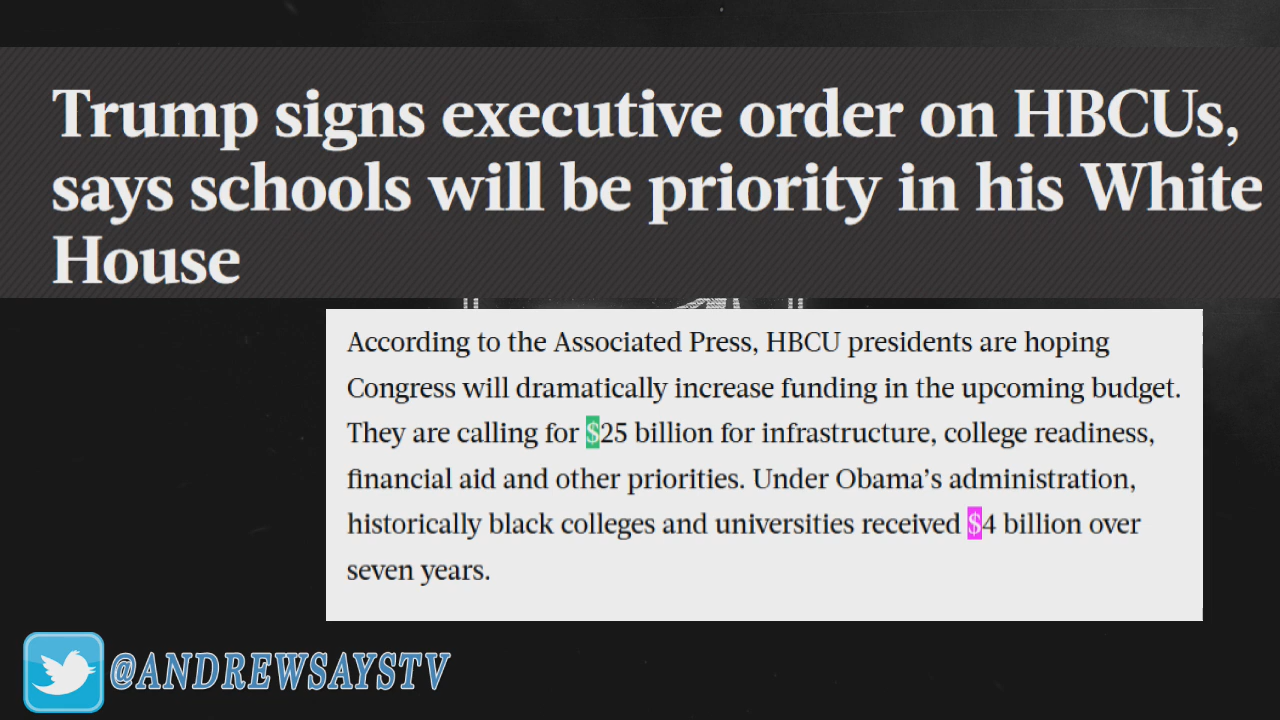 Trump signs executive order on HBCUs,
says schools will be priority in his White
House
According to the Associated Press, HBCU presidents are hoping
Congress will dramatically increase funding in the upcoming budget.
They are calling for $25 billion for infrastructure, college readiness,
financial aid and other priorities. Under Obama’s administration,
historically black colleges and universities received $4 billion over
seven years.
@ANDREWSAYSTV